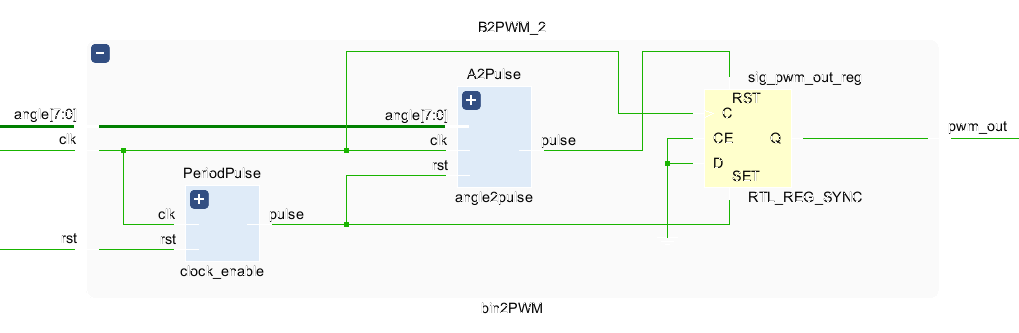 B2PWM_2
A2Pulse
sig_pwm_out_reg
angle[7:0]
angle[7:0]
RST
C
clk
clk
pulse
CE
Q
pwm_out
rst
D
PeriodPulse
SET
angle2pulse
RTL_REG_SYNC
clk
pulse
rst
rst
clock_enable
bin2PWM